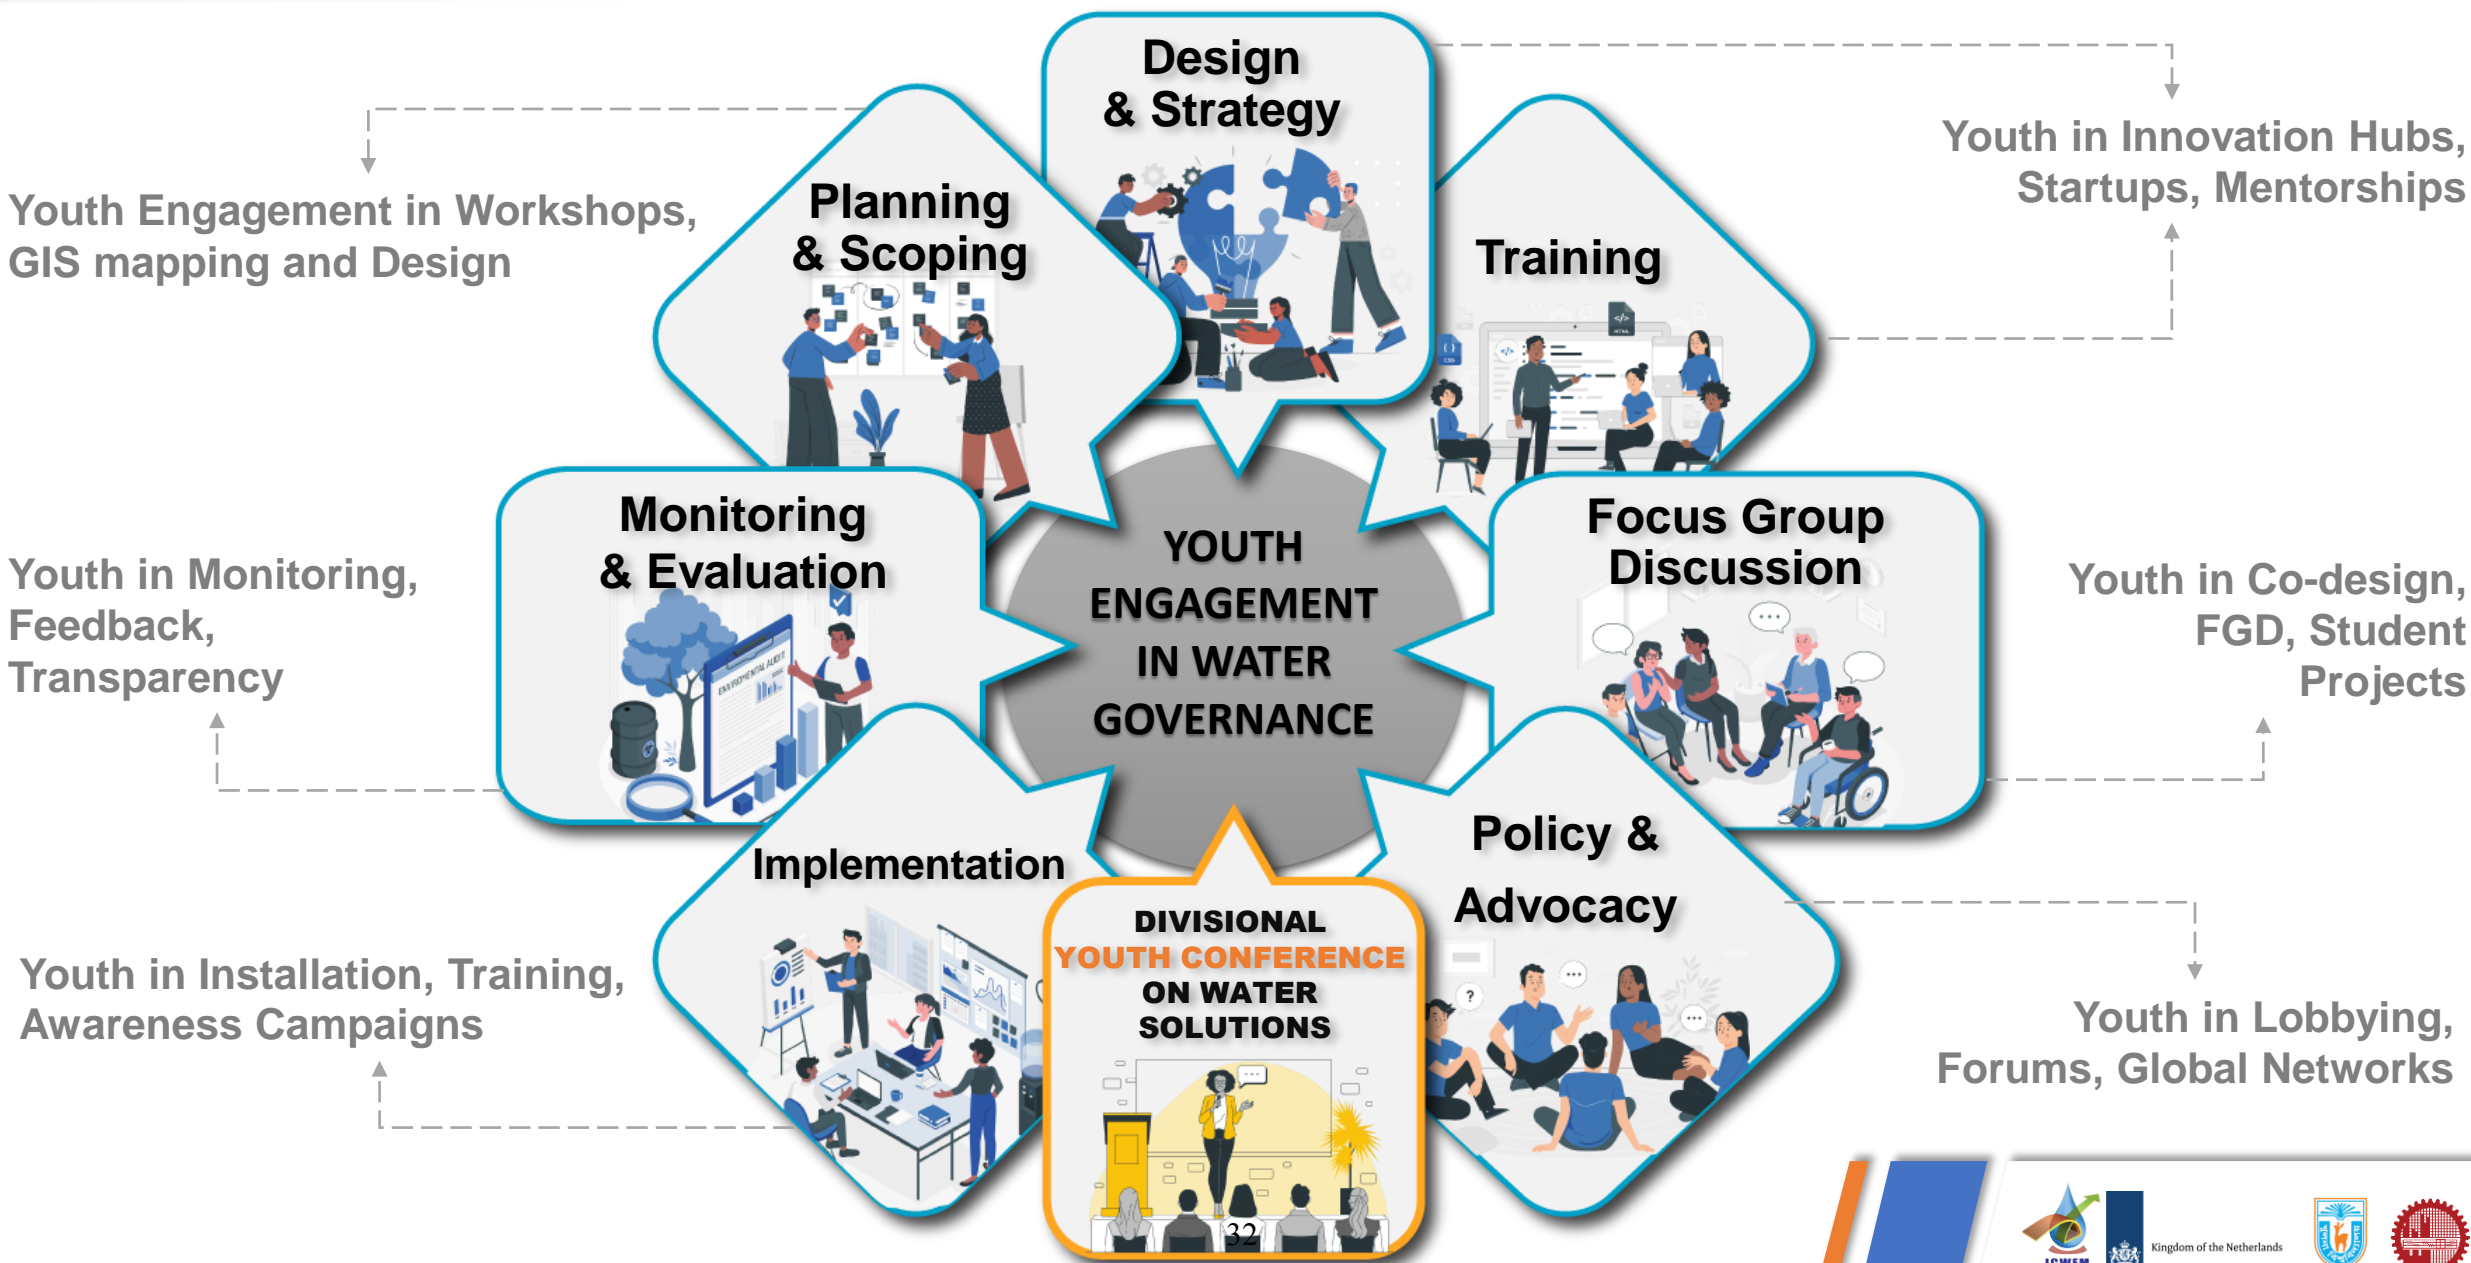 Design
& Strategy
Planning
& Scoping
Training
Youth Engagement in Workshops,
GIS mapping and Design
Youth in Innovation Hubs,
Startups, Mentorships
Monitoring
& Evaluation
Focus Group
Discussion
YOUTH
ENGAGEMENT
IN WATER
GOVERNANCE
Youth in Monitoring,
Feedback,
Transparency
Youth in Co-design,
FGD, Student
Projects
ENVIROMENTAL AUDIT
Implementation
Policy &
Advocacy
DIVISIONAL
YOUTH CONFERENCE
ON WATER
SOLUTIONS
Youth in Installation, Training,
Awareness Campaigns
Youth in Lobbying,
Forums, Global Networks
32
Kingdom of the Netherlands